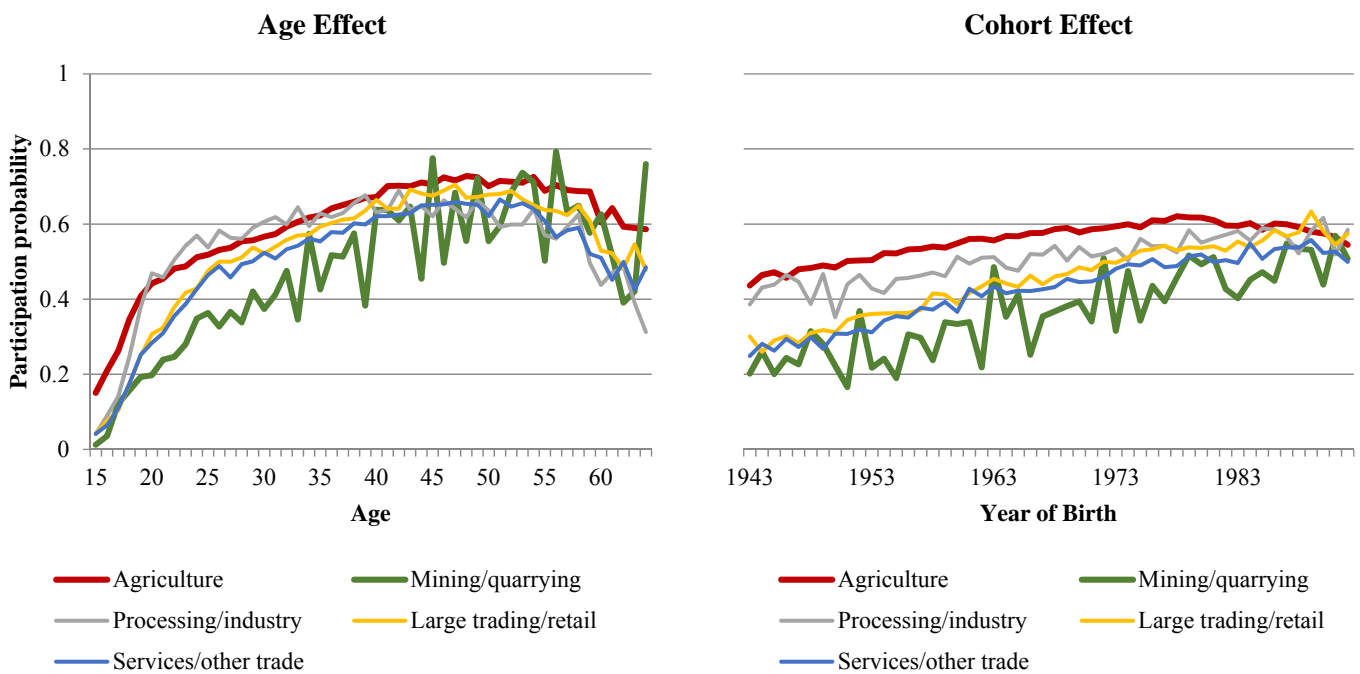 Age Effect
Cohort Effect
Participation probability
1
0.8
0.6
0.4
0.2
0
15 20 25 30 35 40 45 50 55 60
Age
1943 1953 1963 1973 1983
Year of Birth
Agriculture
Mining/quarrying
Processing/industry
Large trading/retail
Services/other trade
Agriculture
Mining/quarrying
Processing/industry
Large trading/retail
Services/other trade